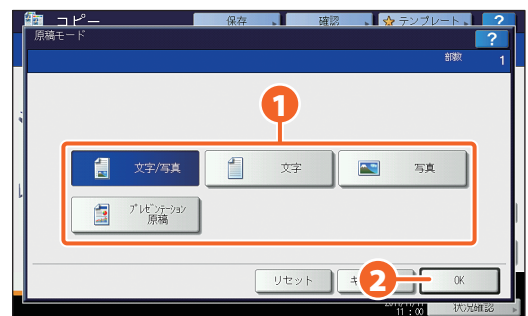 コピー
保存
確認
テンプレート
?
原稿モード
?
部数 1
1
文字/写真
文字
写真
プレゼンテーション
原稿
リセット
2
OK
11:00
状況確認